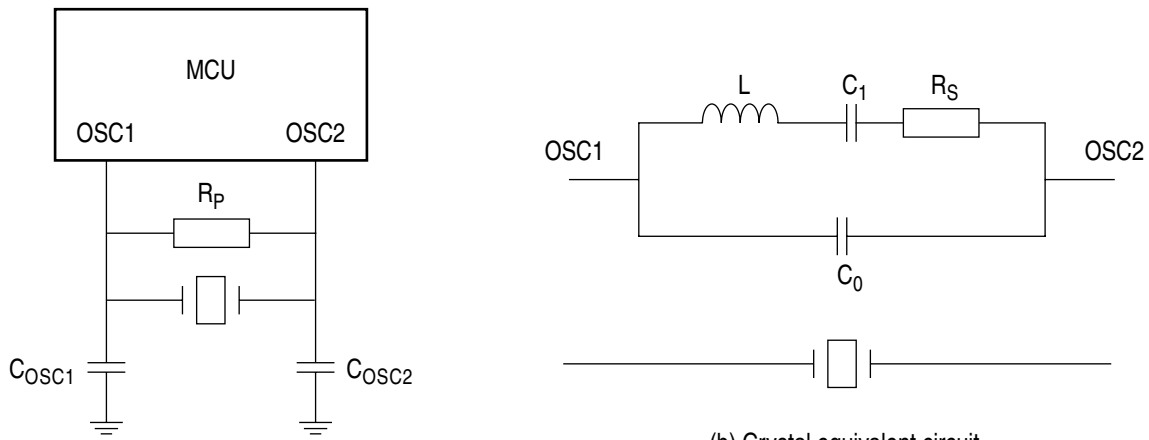 MCU
OSC1 OSC2
R_P
C_OSC1 C_OSC2
L C_1 R_S
OSC1 OSC2
C_0
(b) Crystal equivalent circuit